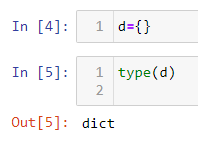 In [4]: 1 d={}
In [5]: 1 type(d)
2
Out[5]: dict